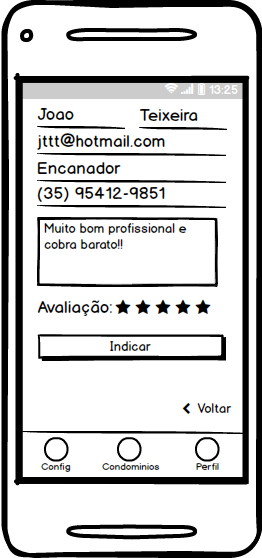 13:25
Joao Teixeira
jttt@hotmail.com
Encanador
(35) 95412-9851
Muito bom profissional e
cobra barato!!
Avaliação:
Indicar
Voltar
Config Condominios Perfil